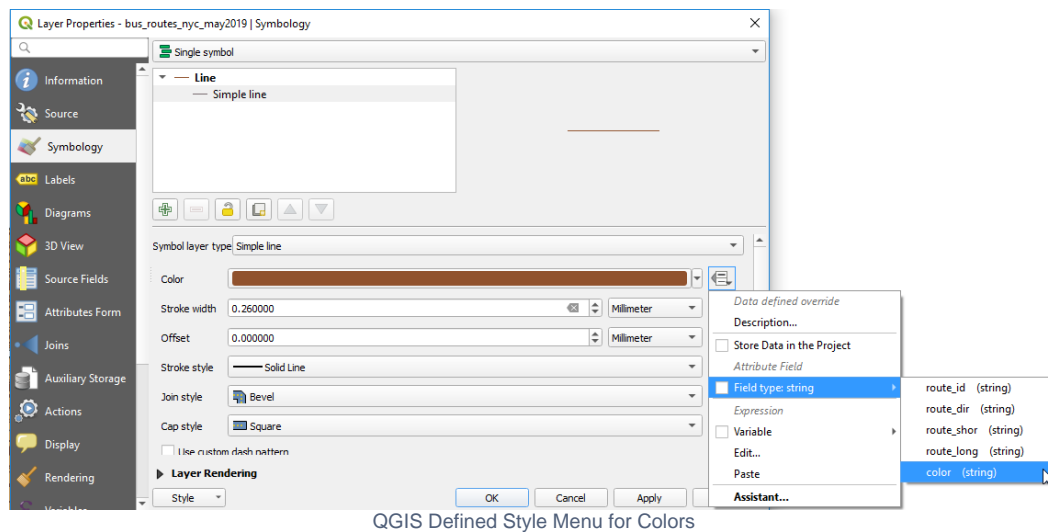 Layer Properties - bus_routes_nyc_may2019 | Symbology
Single symbol
Information
Source
Symbology
abc Labels
Diagrams
3D View
Source Fields
Attributes Form
Joins
Auxiliary Storage
Actions
Display
Rendering
Variables
Line
Simple line
Symbol layer type Simple line
Color
Stroke width 0.260000 Millimeter
Offset 0.000000 Millimeter
Stroke style Solid Line
Join style Bevel
Cap style Square
Use custom dash pattern
Layer Rendering
Style OK Cancel Apply
Data defined override
Description...
Store Data in the Project
Attribute Field
Field type: string
Expression
Variable
Edit...
Paste
Assistant...
route_id (string)
route_dir (string)
route_shor (string)
route_long (string)
color (string)
QGIS Defined Style Menu for Colors